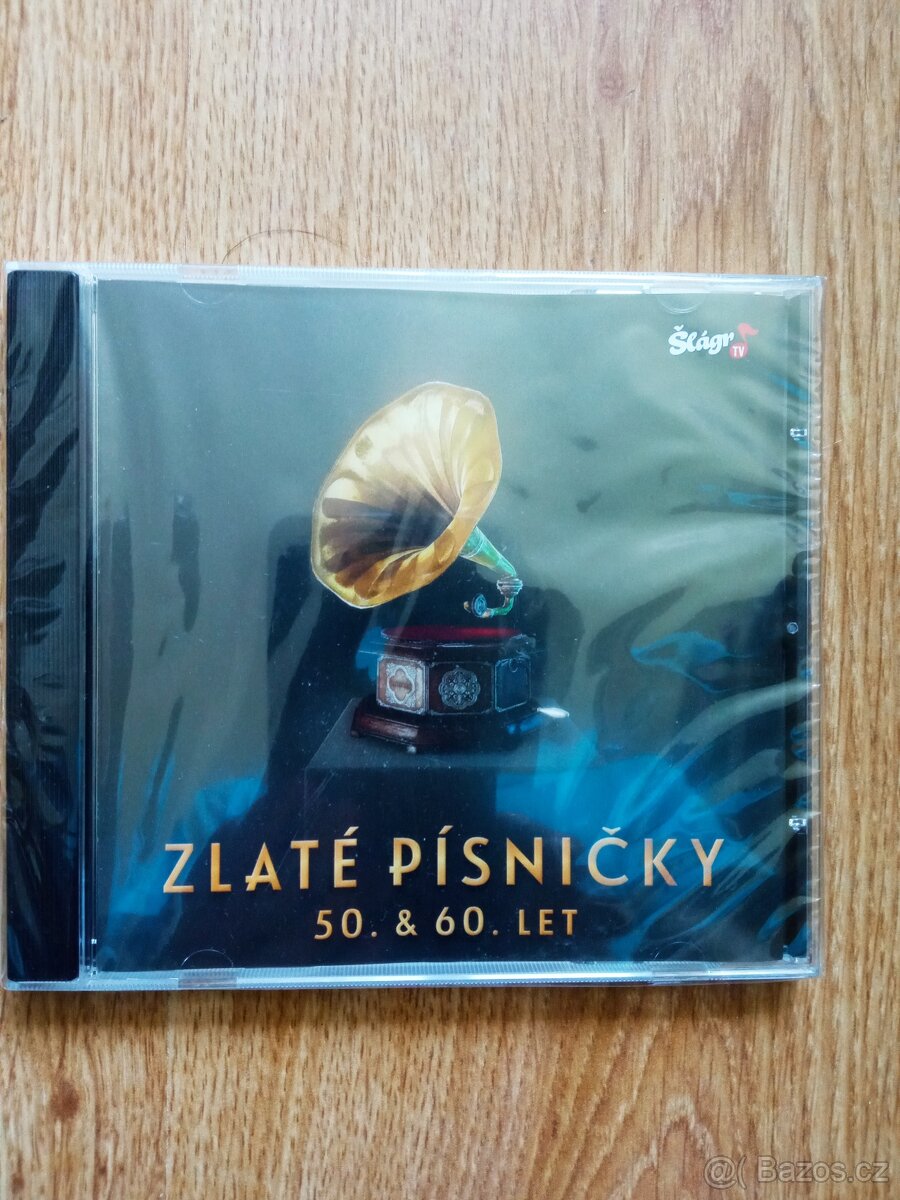 Šlágr
TV
ZLATÉ PÍSNIČKY
50. & 60. LET
@ Bazos.cz